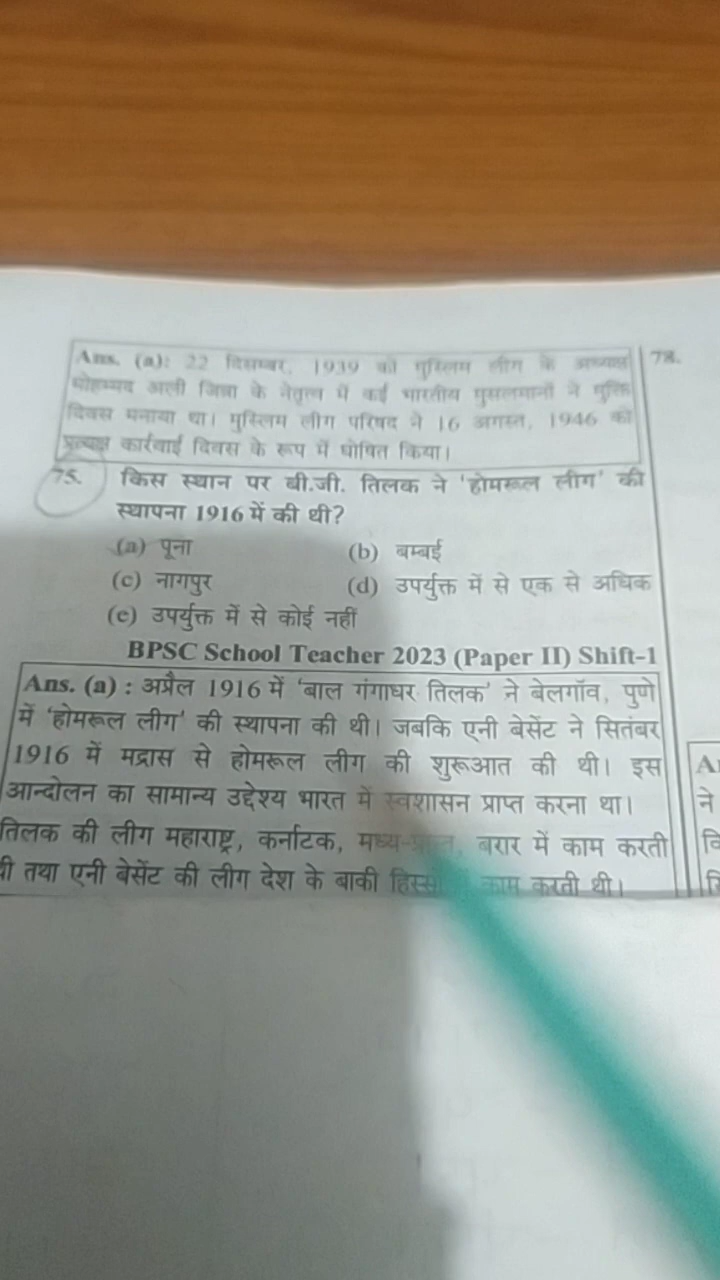 Ans. (a): 22 दिसम्बर, 1939 को मुस्लिम लीग के अध्यक्ष
मोहम्मद अली जिन्ना के नेतृत्व में कई भारतीय मुसलमानों ने मुक्ति
दिवस मनाया था। मुस्लिम लीग परिषद ने 16 अगस्त, 1946 को
प्रत्यक्ष कार्रवाई दिवस के रूप में घोषित किया।
78.
75. किस स्थान पर बी.जी. तिलक ने 'होमरूल लीग' की
स्थापना 1916 में की थी?
(a) पूना (b) बम्बई
(c) नागपुर (d) उपर्युक्त में से एक से अधिक
(e) उपर्युक्त में से कोई नहीं
BPSC School Teacher 2023 (Paper II) Shift-1
Ans. (a) : अप्रैल 1916 में 'बाल गंगाधर तिलक' ने बेलगॉव, पुणे
में 'होमरूल लीग' की स्थापना की थी। जबकि एनी बेसेंट ने सितंबर
1916 में मद्रास से होमरूल लीग की शुरूआत की थी। इस
आन्दोलन का सामान्य उद्देश्य भारत में स्वशासन प्राप्त करना था।
तिलक की लीग महाराष्ट्र, कर्नाटक, मध्य-प्रान्त, बरार में काम करती
थी तथा एनी बेसेंट की लीग देश के बाकी हिस्सों काम करती थी।
ने